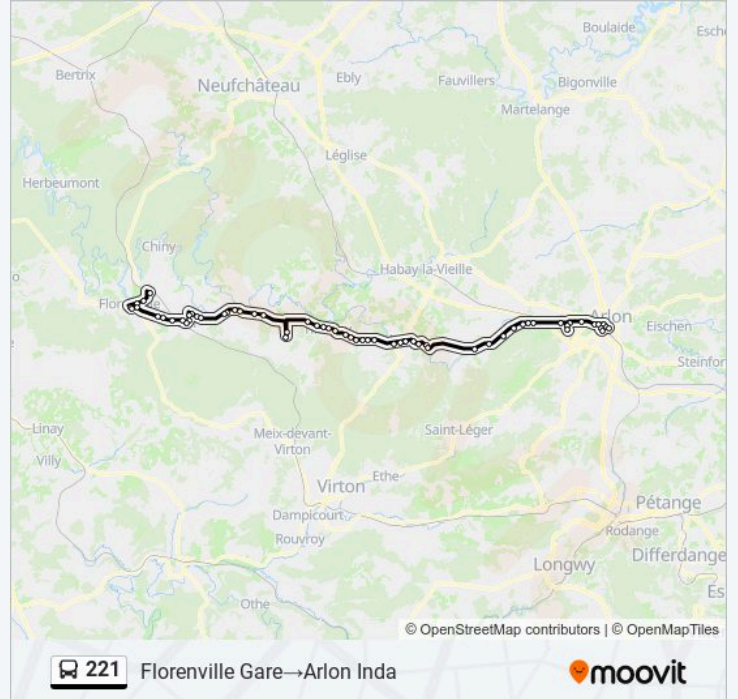 Boulaide
Esch
Bertrix
Neufchâteau
Ebly
Fauvillers
Bigonville
Martelange
Léglise
Herbeumont
Chiny
Habay-la-Vieille
Arlon
Eischen
Steinfor
Linay
Villy
Meix-devant-
Virton
Saint-Léger
Ethe
Virton
Dampicourt
Rouvroy
Pétange
Rodange
Differdange
Longwy
Es
Othe
© OpenStreetMap contributors | © OpenMapTiles
221 Florenville Gare→Arlon Inda
moovit